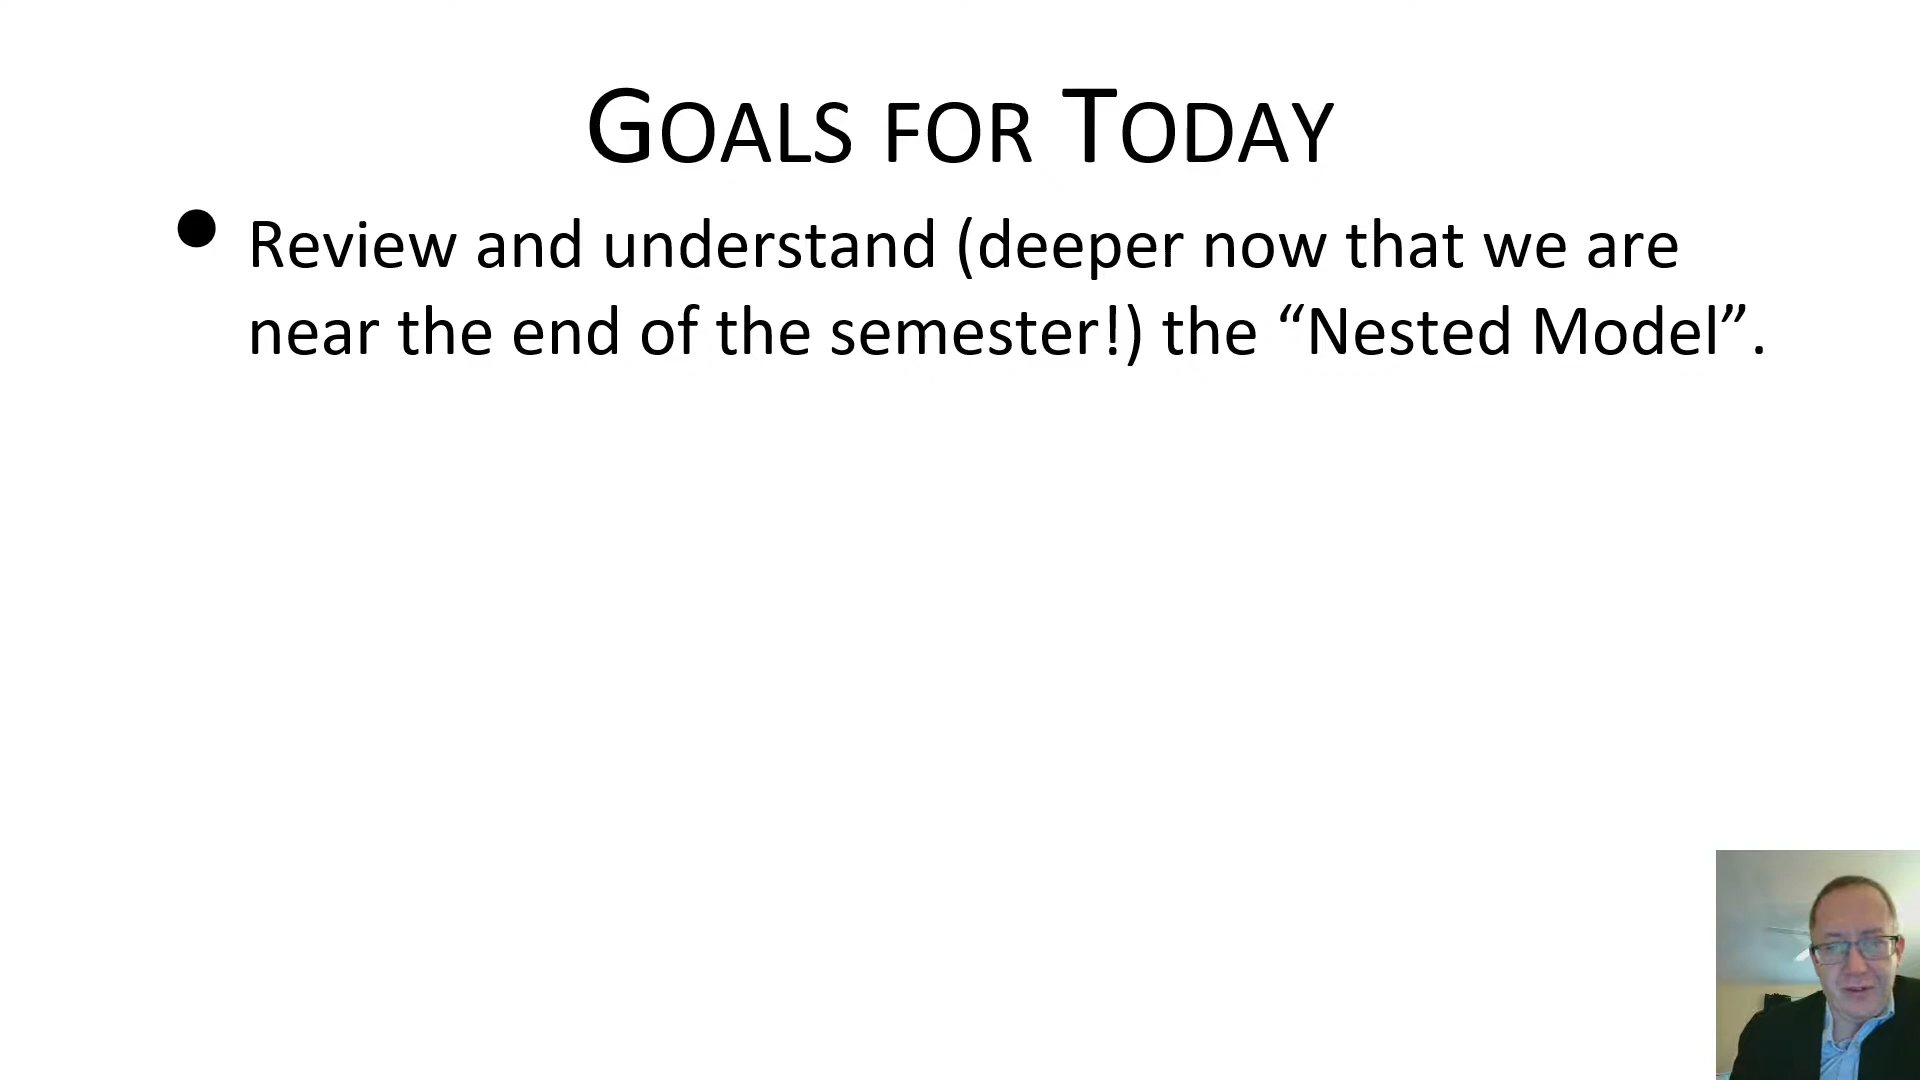 GOALS FOR TODAY
• Review and understand (deeper now that we are
near the end of the semester!) the “Nested Model”.